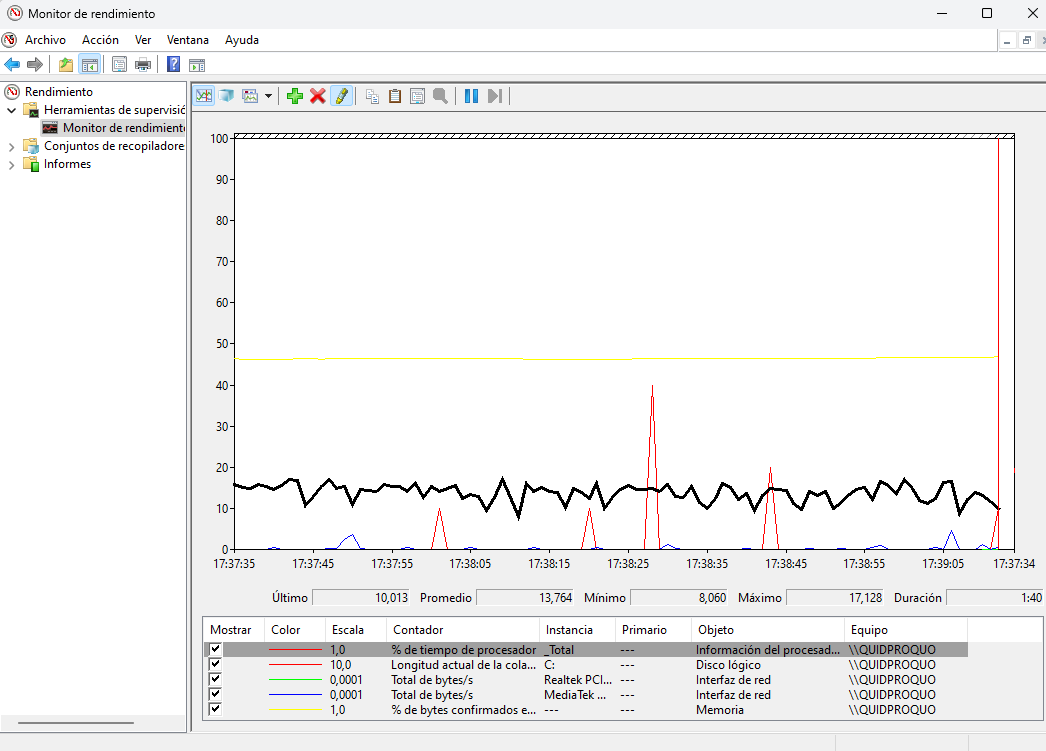 Monitor de rendimiento
Archivo Acción Ver Ventana Ayuda
Rendimiento
Herramientas de supervisió
Monitor de rendimiento
Conjuntos de recopiladore
Informes
100
90
80
70
60
50
40
30
20
10
0
17:37:35 17:37:45 17:37:55 17:38:05 17:38:15 17:38:25 17:38:35 17:38:45 17:38:55 17:39:05 17:37:34
Último 10,013 Promedio 13,764 Mínimo 8,060 Máximo 17,128 Duración 1:40
Mostrar Color Escala Contador Instancia Primario Objeto Equipo
1,0 % de tiempo de procesador _Total --- Información del procesad... \\QUIDPROQUO
10,0 Longitud actual de la cola... C: --- Disco lógico \\QUIDPROQUO
0,0001 Total de bytes/s Realtek PCI... --- Interfaz de red \\QUIDPROQUO
0,0001 Total de bytes/s MediaTek ... --- Interfaz de red \\QUIDPROQUO
1,0 % de bytes confirmados e... --- --- Memoria \\QUIDPROQUO